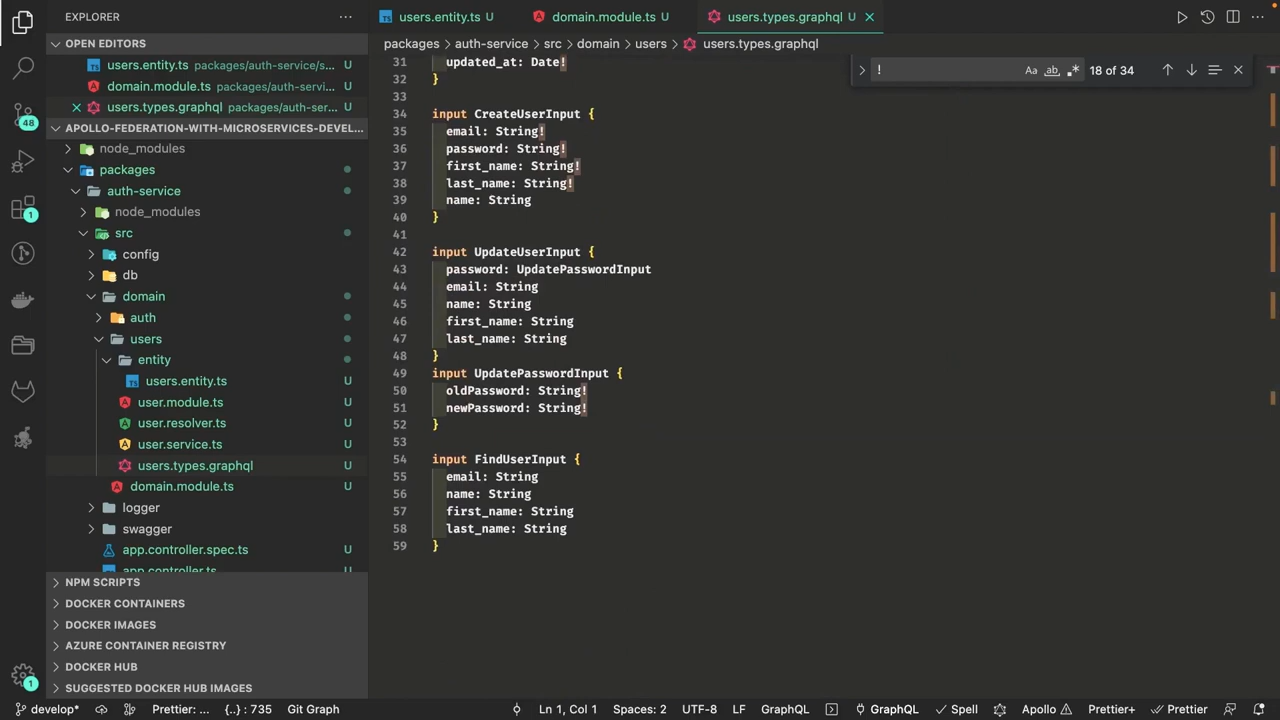 EXPLORER
users.entity.ts U
domain.module.ts U
users.types.graphql U
OPEN EDITORS
users.entity.ts packages/auth-service/s... U
domain.module.ts packages/auth-servi... U
users.types.graphql packages/auth-ser... U
APOLLO-FEDERATION-WITH-MICROSERVICES-DEVEL...
node_modules
packages
auth-service
node_modules
src
config
db
domain
auth
users
entity
users.entity.ts U
user.module.ts U
user.resolver.ts U
user.service.ts U
users.types.graphql U
domain.module.ts U
logger
swagger
app.controller.spec.ts U
app.controller.ts U
NPM SCRIPTS
DOCKER CONTAINERS
DOCKER IMAGES
AZURE CONTAINER REGISTRY
DOCKER HUB
SUGGESTED DOCKER HUB IMAGES
48
1
1
packages > auth-service > src > domain > users > users.types.graphql
! Aa ab .* 18 of 34
31 updated_at: Date!
32 }
33
34 input CreateUserInput {
35 email: String!
36 password: String!
37 first_name: String!
38 last_name: String!
39 name: String
40 }
41
42 input UpdateUserInput {
43 password: UpdatePasswordInput
44 email: String
45 name: String
46 first_name: String
47 last_name: String
48 }
49 input UpdatePasswordInput {
50 oldPassword: String!
51 newPassword: String!
52 }
53
54 input FindUserInput {
55 email: String
56 name: String
57 first_name: String
58 last_name: String
59 }
develop* Prettier: ... {..} : 735 Git Graph Ln 1, Col 1 Spaces: 2 UTF-8 LF GraphQL GraphQL Spell Apollo Prettier+ Prettier